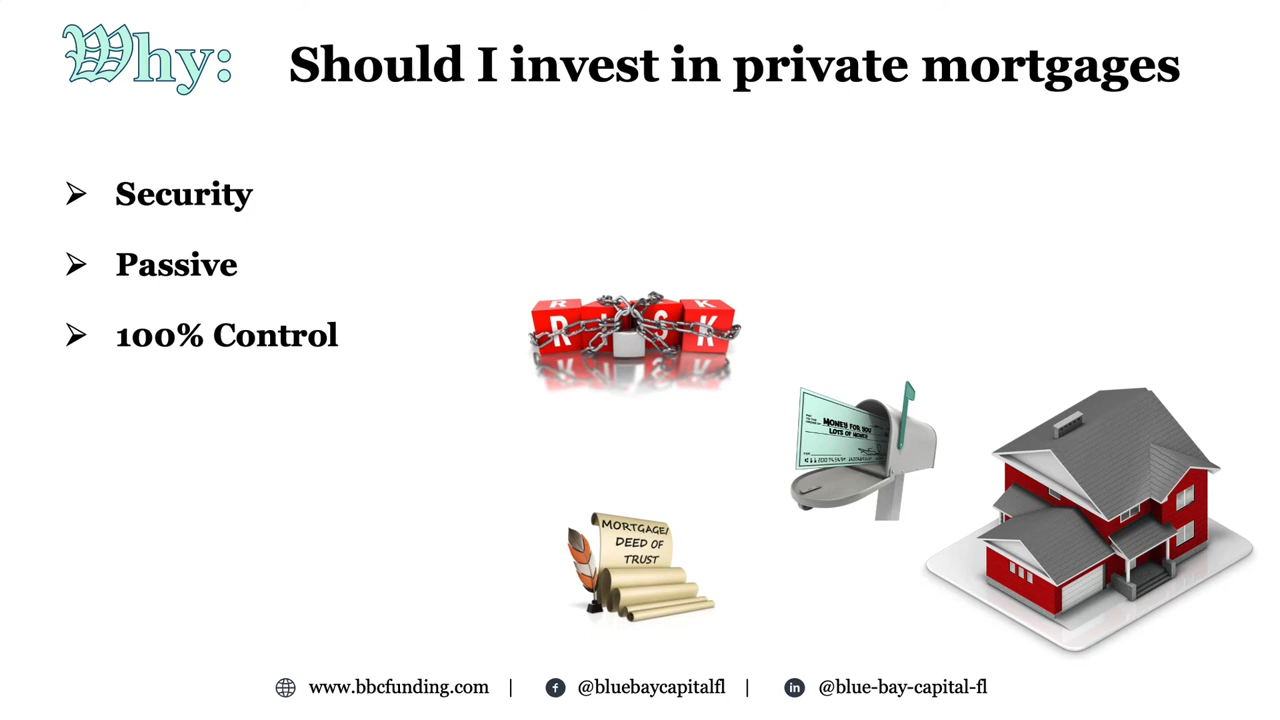 Why: Should I invest in private mortgages
➢ Security
➢ Passive
➢ 100% Control
R I S K
MONEY FOR YOU
LOTS OF MONEY
MORTGAGE/
DEED OF
TRUST
www.bbcfunding.com | @bluebaycapitalfl | @blue-bay-capital-fl